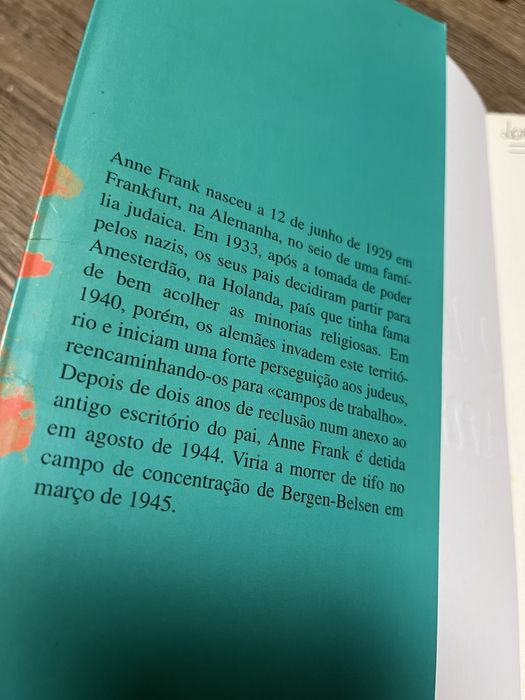 Anne Frank nasceu a 12 de junho de 1929 em
Frankfurt, na Alemanha, no seio de uma famí-
lia judaica. Em 1933, após a tomada de poder
pelos nazis, os seus pais decidiram partir para
Amesterdão, na Holanda, país que tinha fama
de bem acolher as minorias religiosas. Em
1940, porém, os alemães invadem este territó-
rio e iniciam uma forte perseguição aos judeus,
reencaminhando-os para «campos de trabalho».
Depois de dois anos de reclusão num anexo ao
antigo escritório do pai, Anne Frank é detida
em agosto de 1944. Viria a morrer de tifo no
campo de concentração de Bergen-Belsen em
março de 1945.